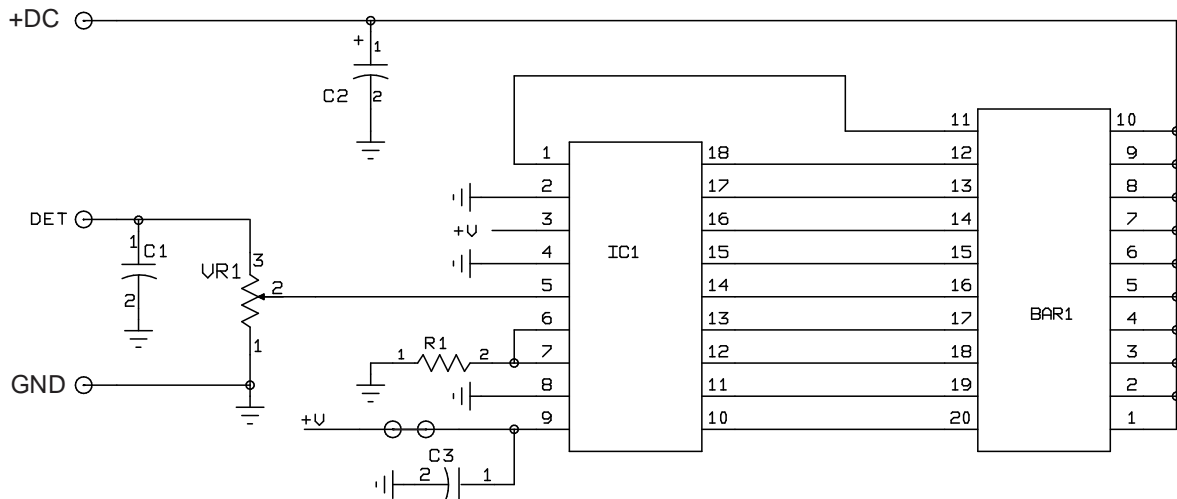 +DC
+ 1
C2 2
11 10
1 18 12 9
2 17 13 8
DET
3 16 14 7
+V
1 C1
IC1
4 15 15 6
3
VR1
2
2
5 14 16 5
BAR1
6 13 17 4
R1
1 2
7 12 18 3
1
GND
8 11 19 2
+V
9 10 20 1
C3
2 1